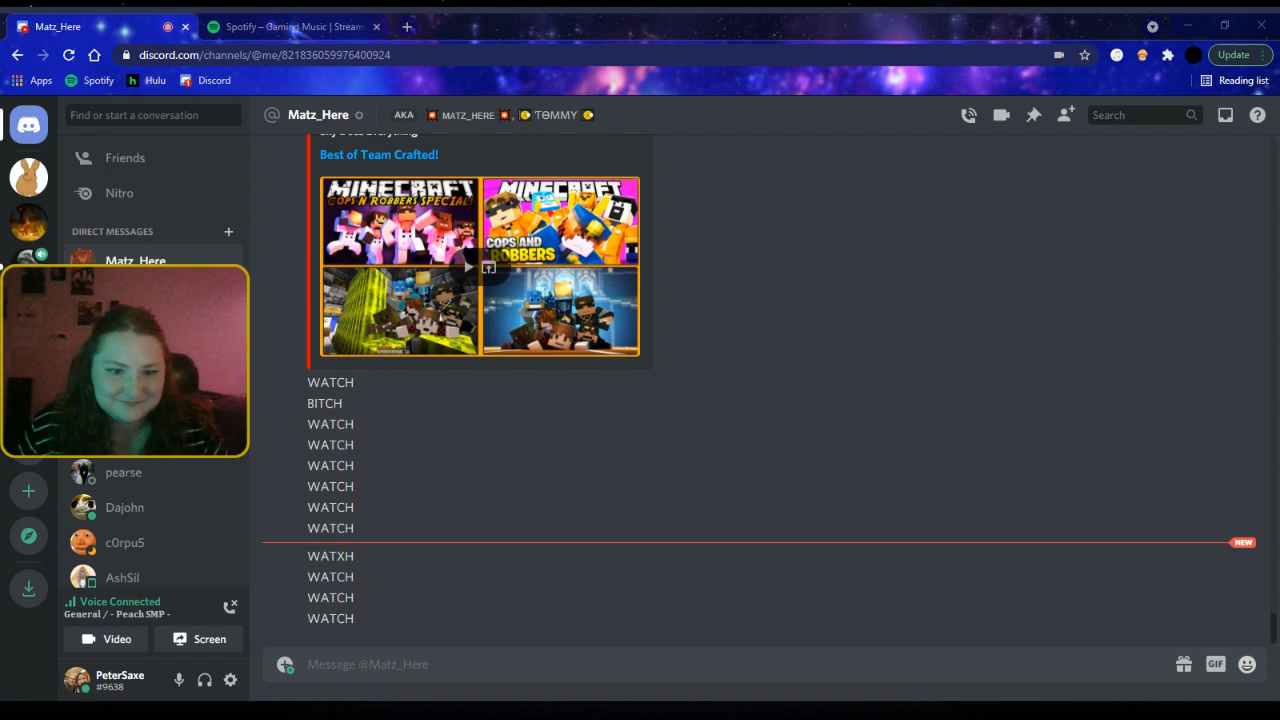 Matz_Here
Spotify – Gaming Music | Stream
discord.com/channels/@me/821836059976400924
Update
Apps
Spotify
Hulu
Discord
Reading list
Find or start a conversation
@ Matz_Here
AKA
MATZ_HERE
, TOMMY
Search
Friends
Nitro
DIRECT MESSAGES
Matz_Here
Best of Team Crafted!
MINECRAFT
COPS N ROBBERS SPECIAL!
MINECRAFT
COPS AND
ROBBERS
WATCH
BITCH
WATCH
WATCH
WATCH
WATCH
WATCH
WATCH
NEW
WATXH
WATCH
WATCH
WATCH
pearse
Dajohn
c0rpu5
AshSil
Voice Connected
General / - Peach SMP -
Video
Screen
PeterSaxe
#9638
Message @Matz_Here
GIF